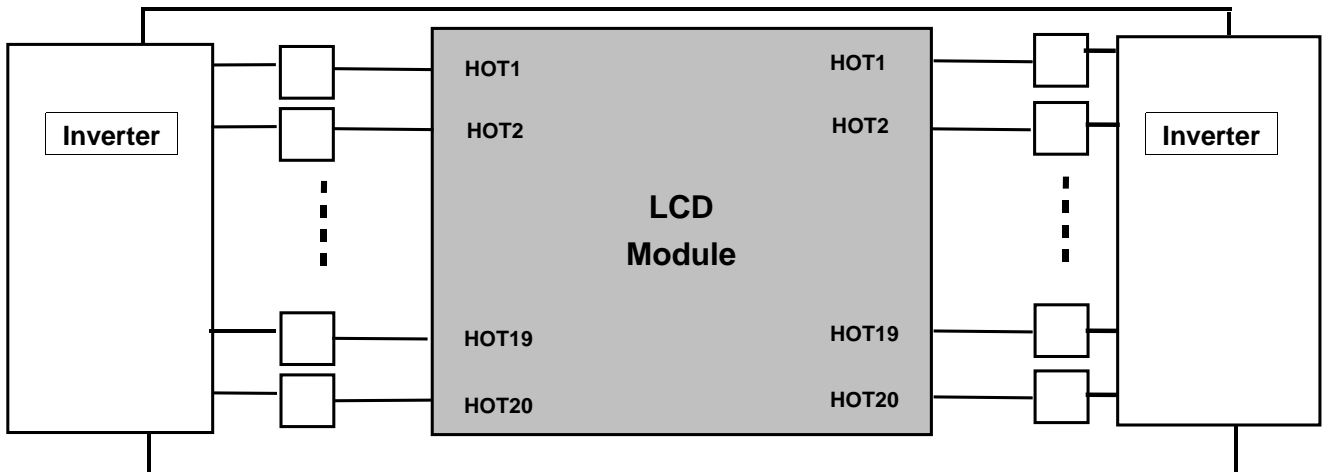 HOT1 HOT1
HOT2 HOT2
Inverter Inverter
LCD
Module
HOT19 HOT19
HOT20 HOT20